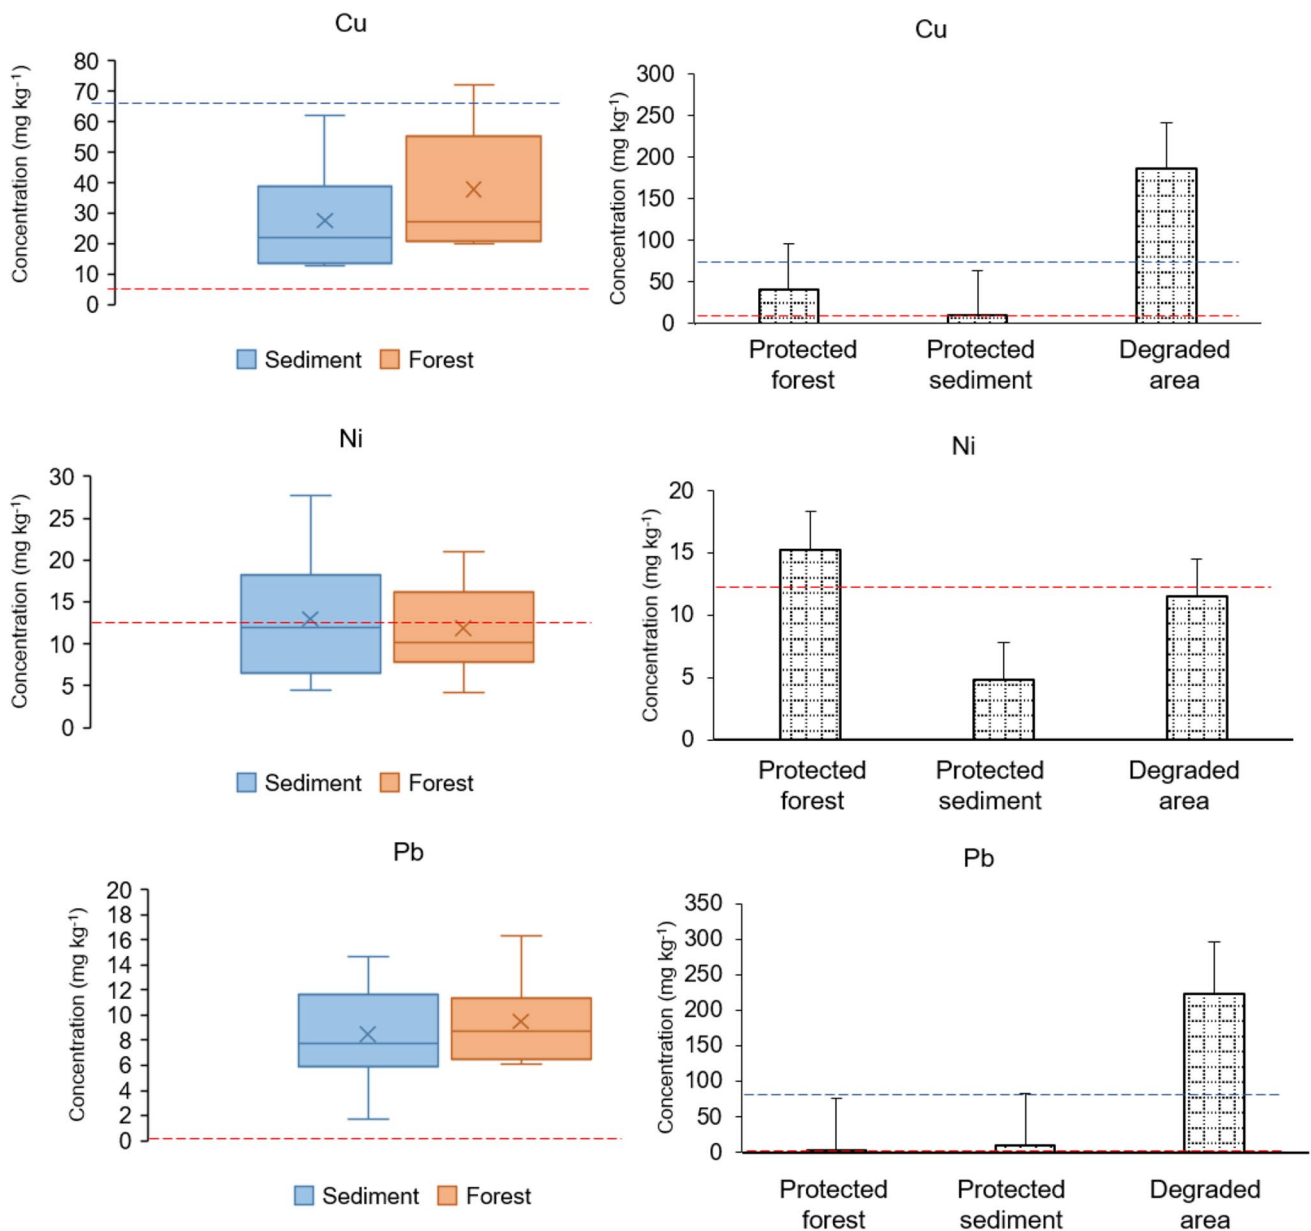 Cu
Concentration (mg kg⁻¹)
80
70
60
50
40
30
20
10
0
Sediment Forest
Cu
Concentration (mg kg⁻¹)
300
250
200
150
100
50
0
Protected forest
Protected sediment
Degraded area
Ni
Concentration (mg kg⁻¹)
30
25
20
15
10
5
0
Sediment Forest
Ni
Concentration (mg kg⁻¹)
20
15
10
5
0
Protected forest
Protected sediment
Degraded area
Pb
Concentration (mg kg⁻¹)
20
18
16
14
12
10
8
6
4
2
0
Sediment Forest
Pb
Concentration (mg kg⁻¹)
350
300
250
200
150
100
50
0
Protected forest
Protected sediment
Degraded area